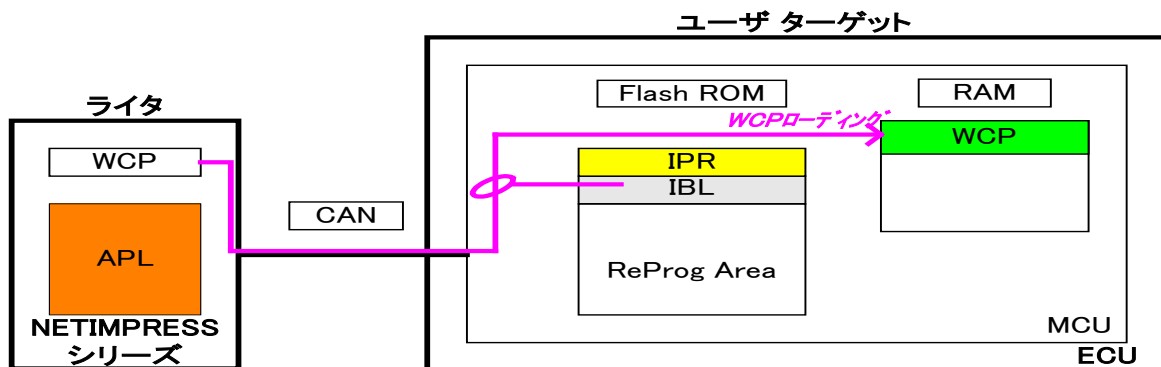 ユーザ ターゲット
ライタ
Flash ROM
RAM
WCPローディング
WCP
WCP
IPR
IBL
CAN
APL
ReProg Area
NETIMPRESS
シリーズ
MCU
ECU